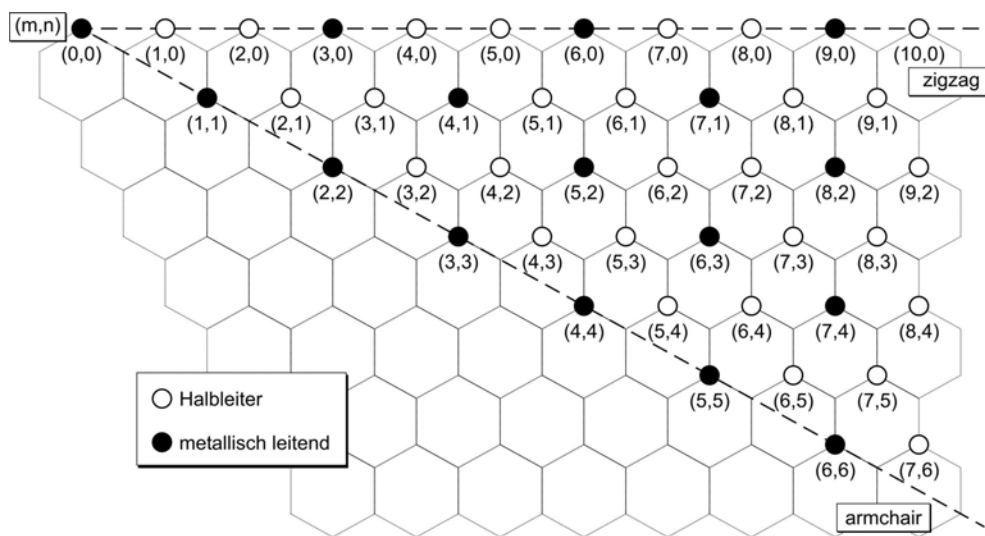 (m,n)
(0,0) (1,0) (2,0) (3,0) (4,0) (5,0) (6,0) (7,0) (8,0) (9,0) (10,0)
zigzag
(1,1) (2,1) (3,1) (4,1) (5,1) (6,1) (7,1) (8,1) (9,1)
(2,2) (3,2) (4,2) (5,2) (6,2) (7,2) (8,2) (9,2)
(3,3) (4,3) (5,3) (6,3) (7,3) (8,3)
(4,4) (5,4) (6,4) (7,4) (8,4)
Halbleiter
metallisch leitend
(5,5) (6,5) (7,5)
(6,6) (7,6)
armchair